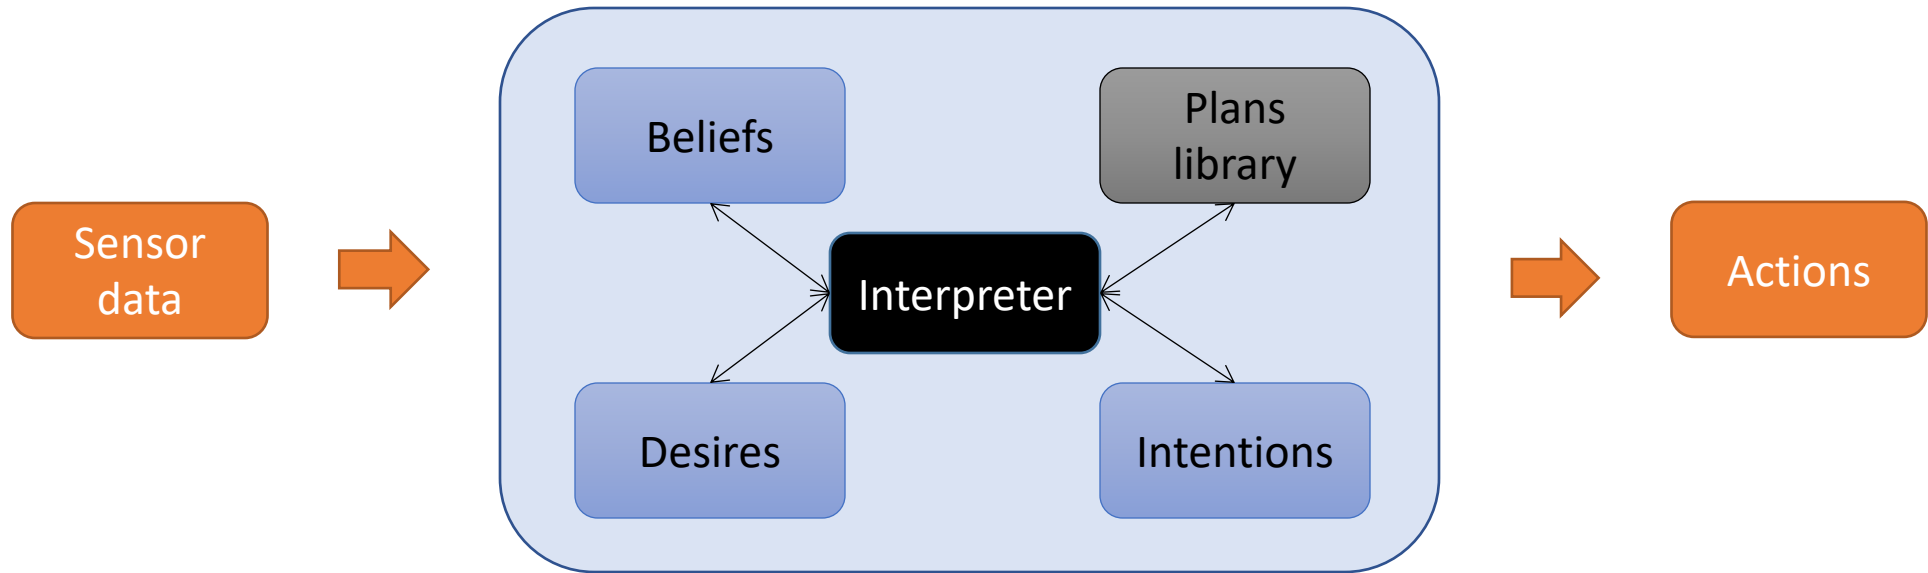 Sensor
data
Beliefs
Plans
library
Interpreter
Desires
Intentions
Actions